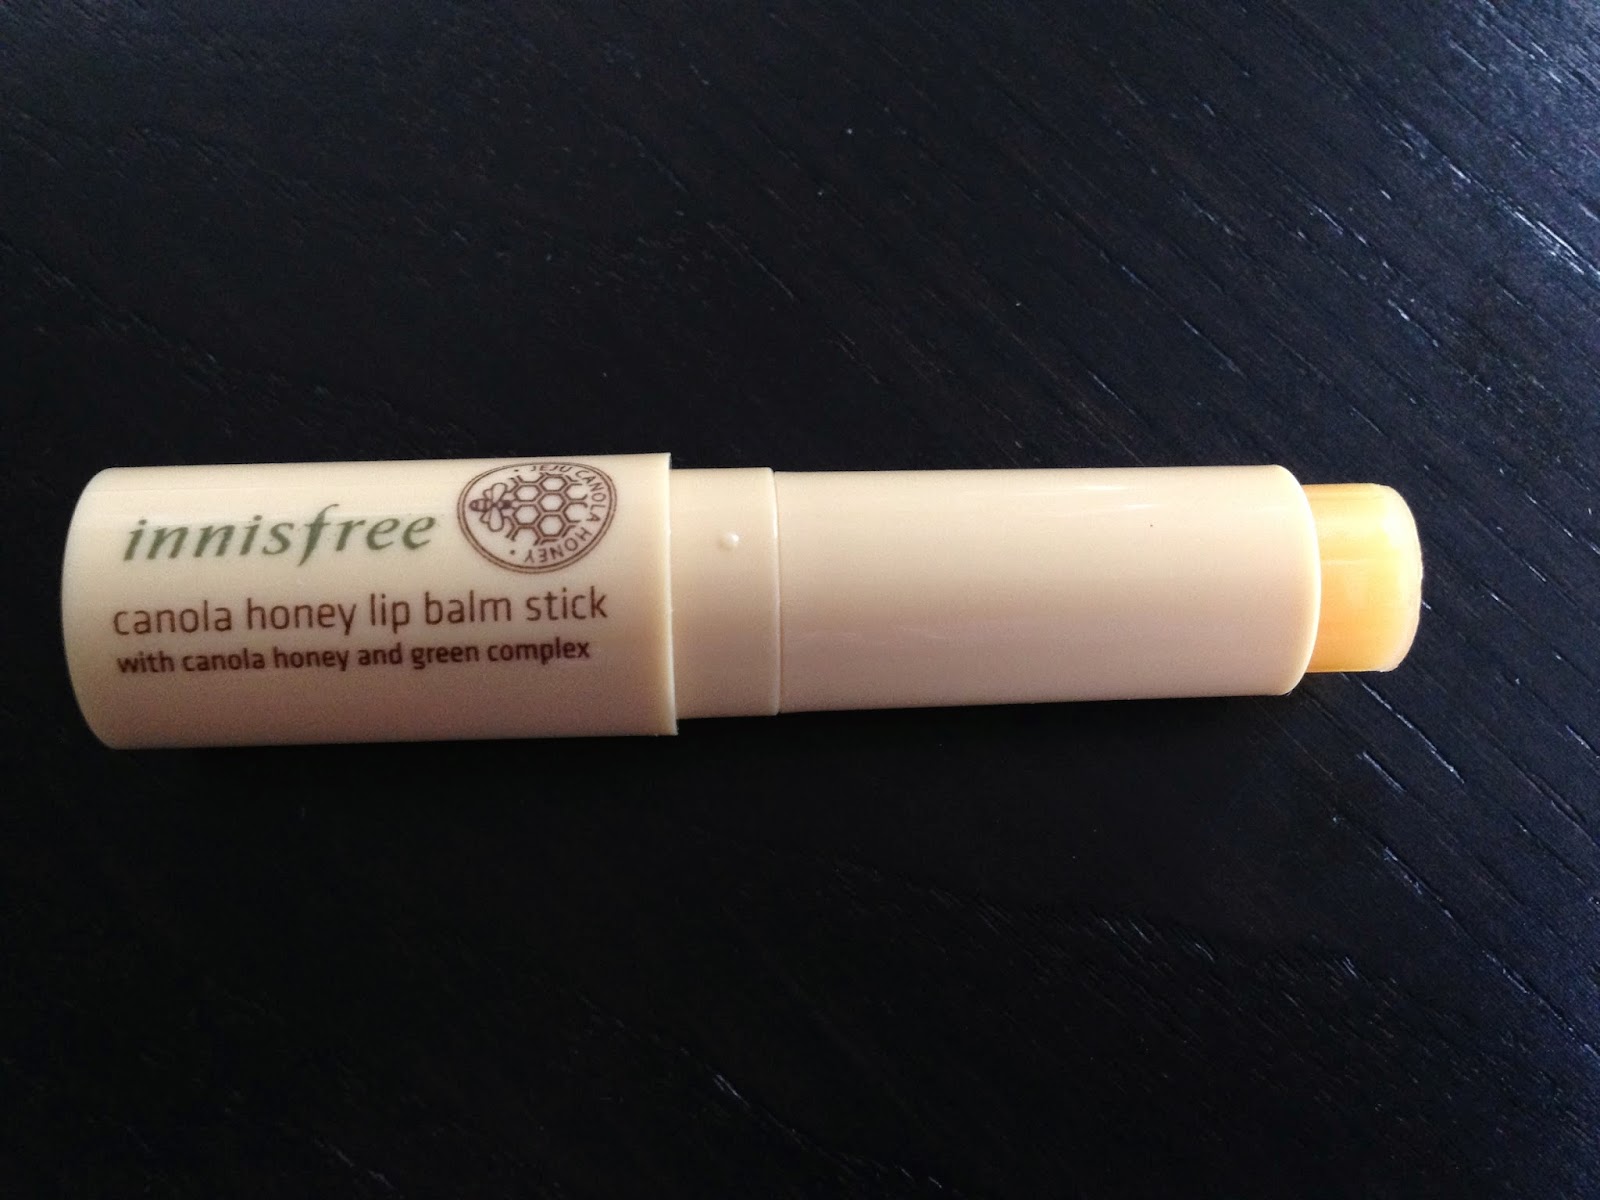 innisfree
· JEJU CANOLA HONEY ·
canola honey lip balm stick
with canola honey and green complex